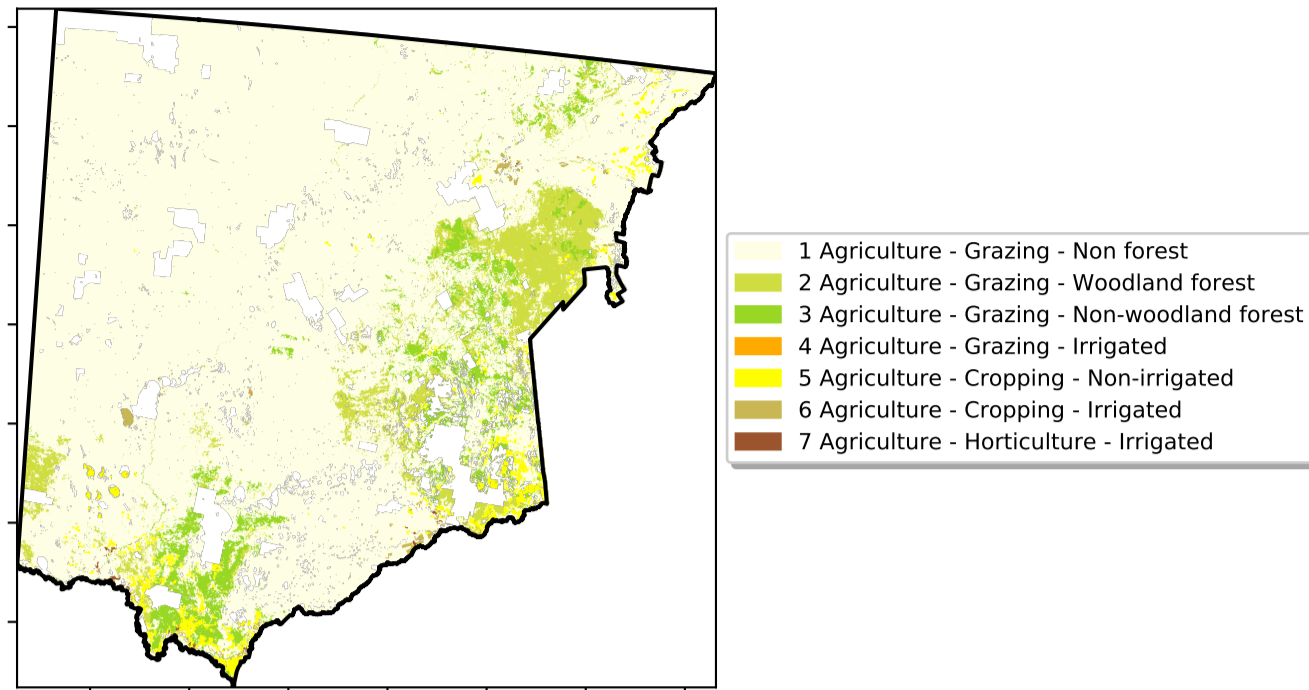 1 Agriculture - Grazing - Non forest
2 Agriculture - Grazing - Woodland forest
3 Agriculture - Grazing - Non-woodland forest
4 Agriculture - Grazing - Irrigated
5 Agriculture - Cropping - Non-irrigated
6 Agriculture - Cropping - Irrigated
7 Agriculture - Horticulture - Irrigated